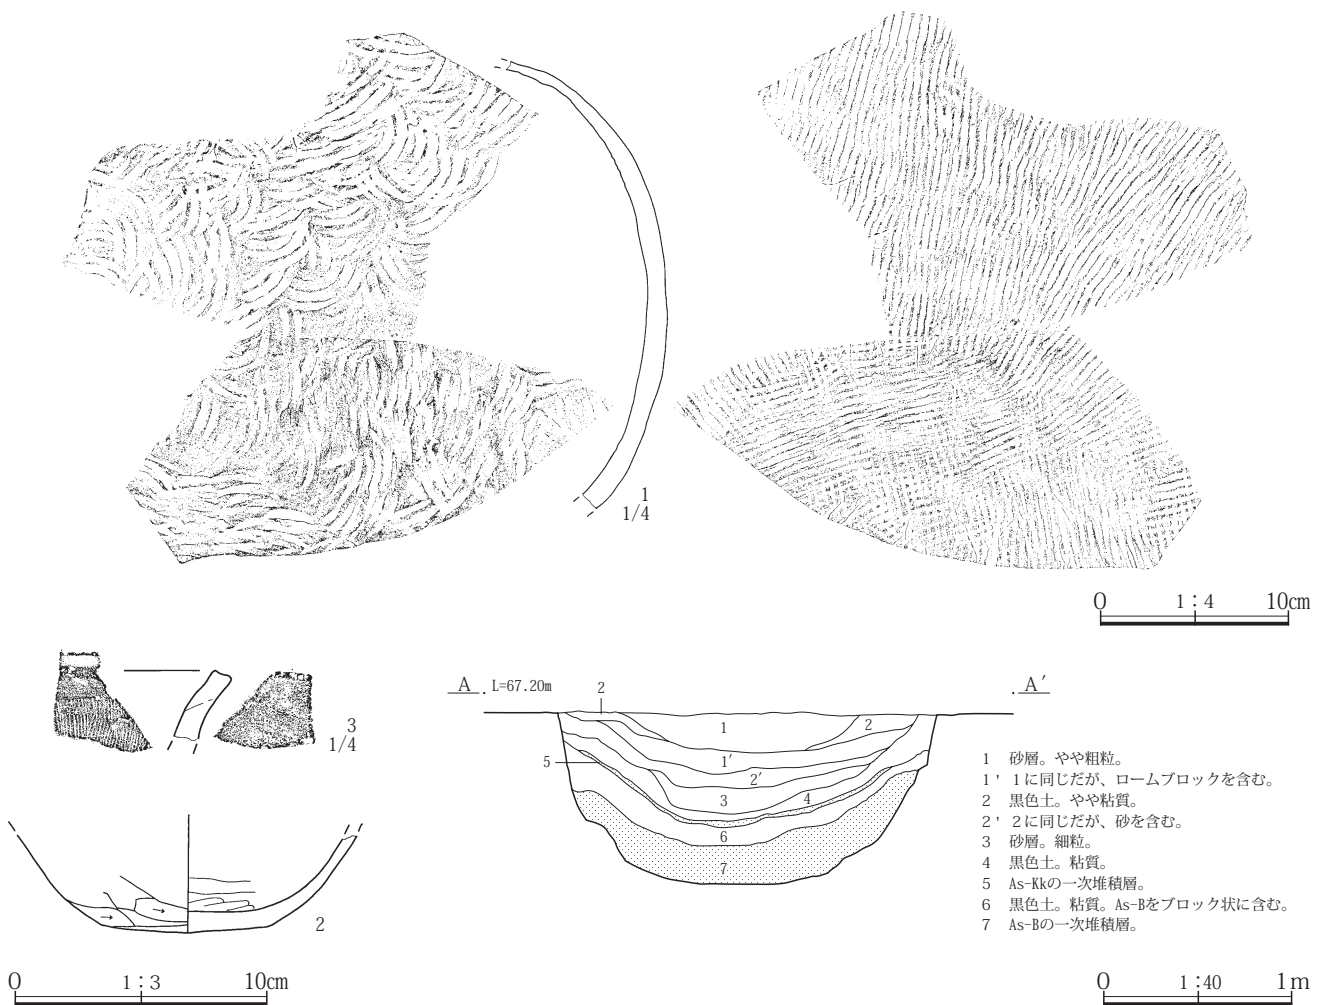 1
1/4
0 1：4 10cm
3
1/4
2
0 1：3 10cm
A . L=67.20m
. A′
2
1
2
1′
5
2′
3
4
6
7
1 砂層。やや粗粒。
1' 1に同じだが、ロームブロックを含む。
2 黒色土。やや粘質。
2' 2に同じだが、砂を含む。
3 砂層。細粒。
4 黒色土。粘質。
5 As-Kkの一次堆積層。
6 黒色土。粘質。As-Bをブロック状に含む。
7 As-Bの一次堆積層。
0 1：40 1m